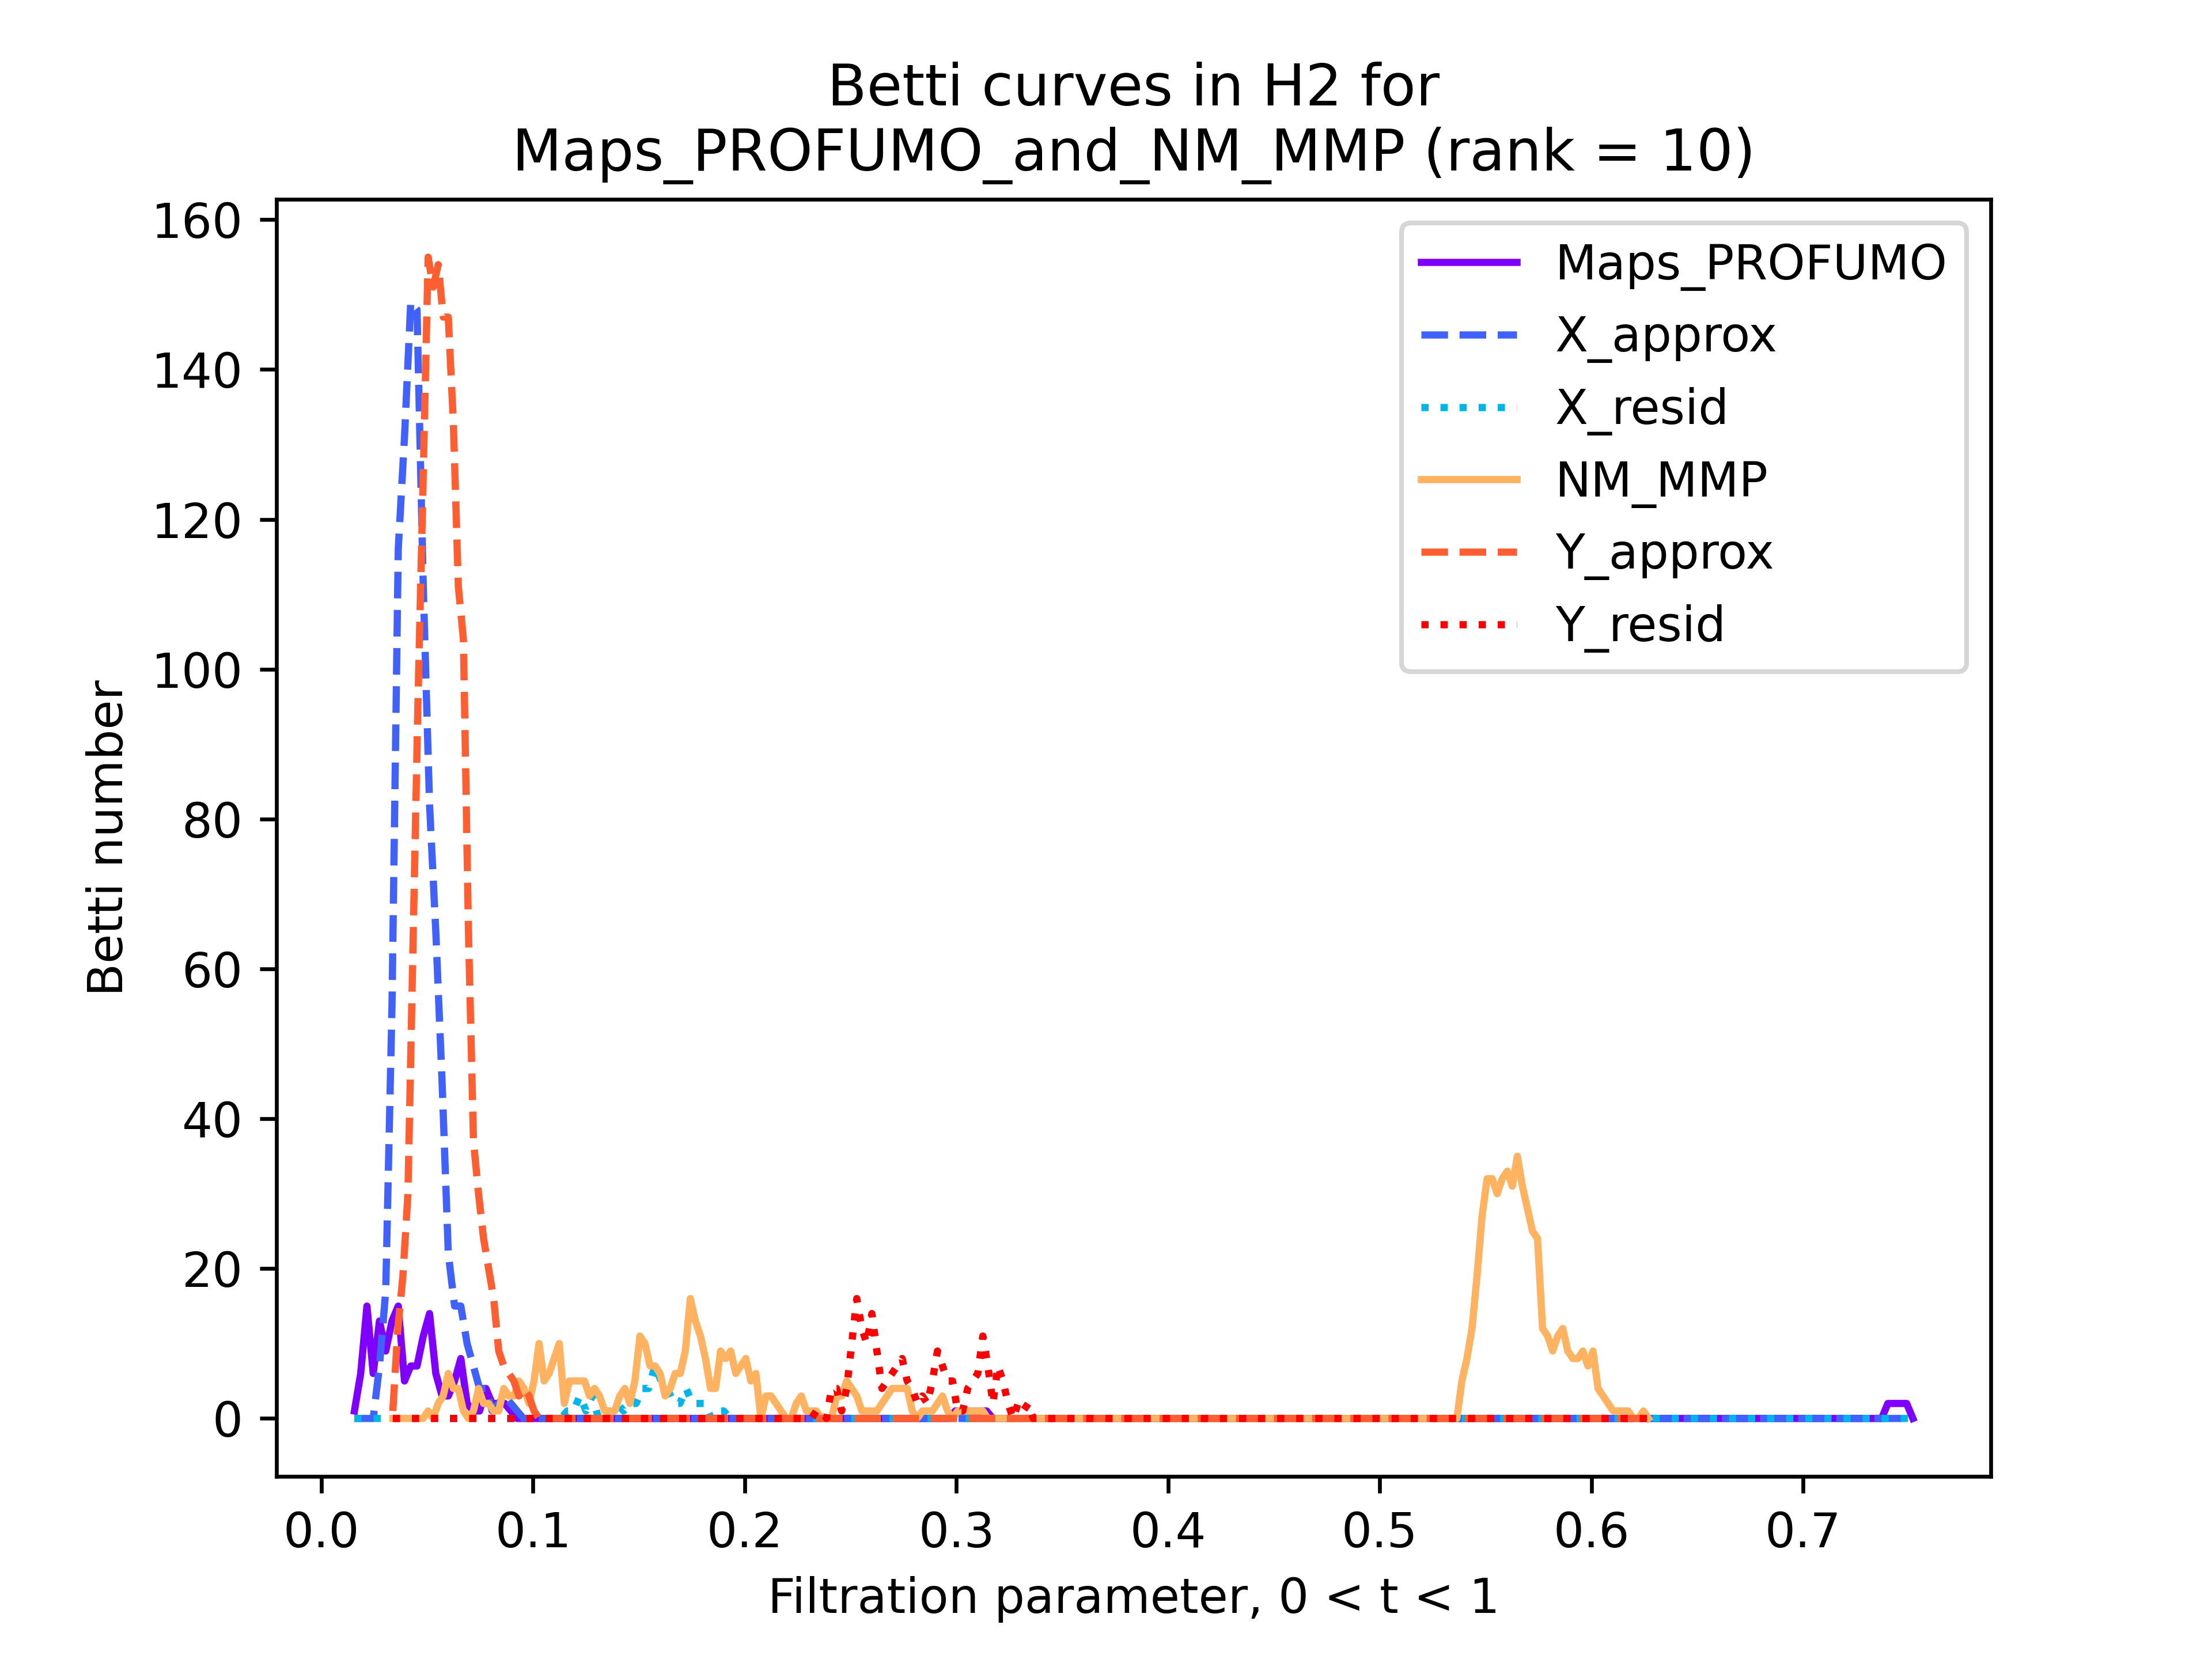 Betti curves in H2 for
Maps_PROFUMO_and_NM_MMP (rank = 10)
160
140
120
100
80
60
40
20
0
Betti number
Maps_PROFUMO
X_approx
X_resid
NM_MMP
Y_approx
Y_resid
0.0 0.1 0.2 0.3 0.4 0.5 0.6 0.7
Filtration parameter, 0 < t < 1